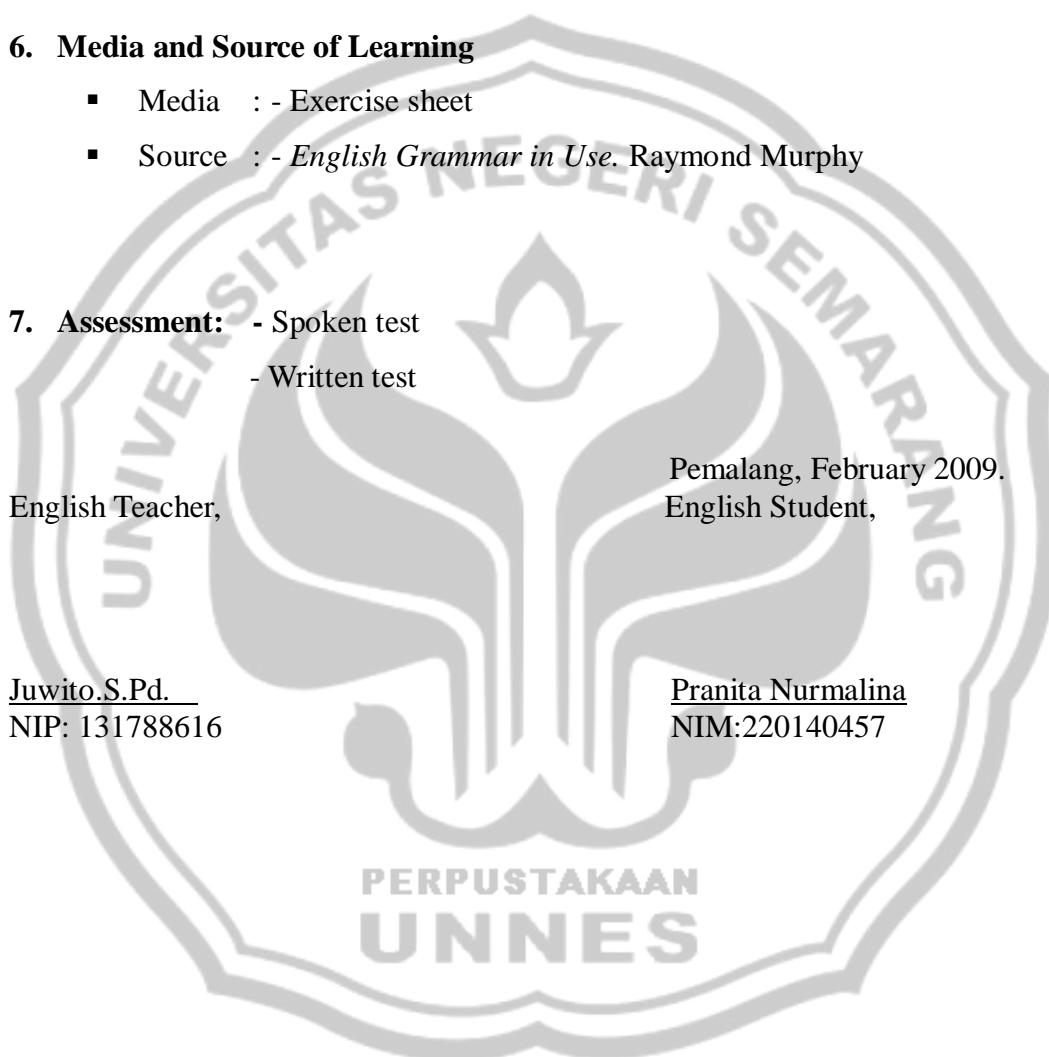 6. Media and Source of Learning
▪ Media : - Exercise sheet
▪ Source : - English Grammar in Use. Raymond Murphy
UNIVERSITAS NEGERI SEMARANG
7. Assessment: - Spoken test
- Written test
Pemalang, February 2009.
English Teacher, English Student,
Juwito.S.Pd. Pranita Nurmalina
NIP: 131788616 NIM:220140457
PERPUSTAKAAN
UNNES